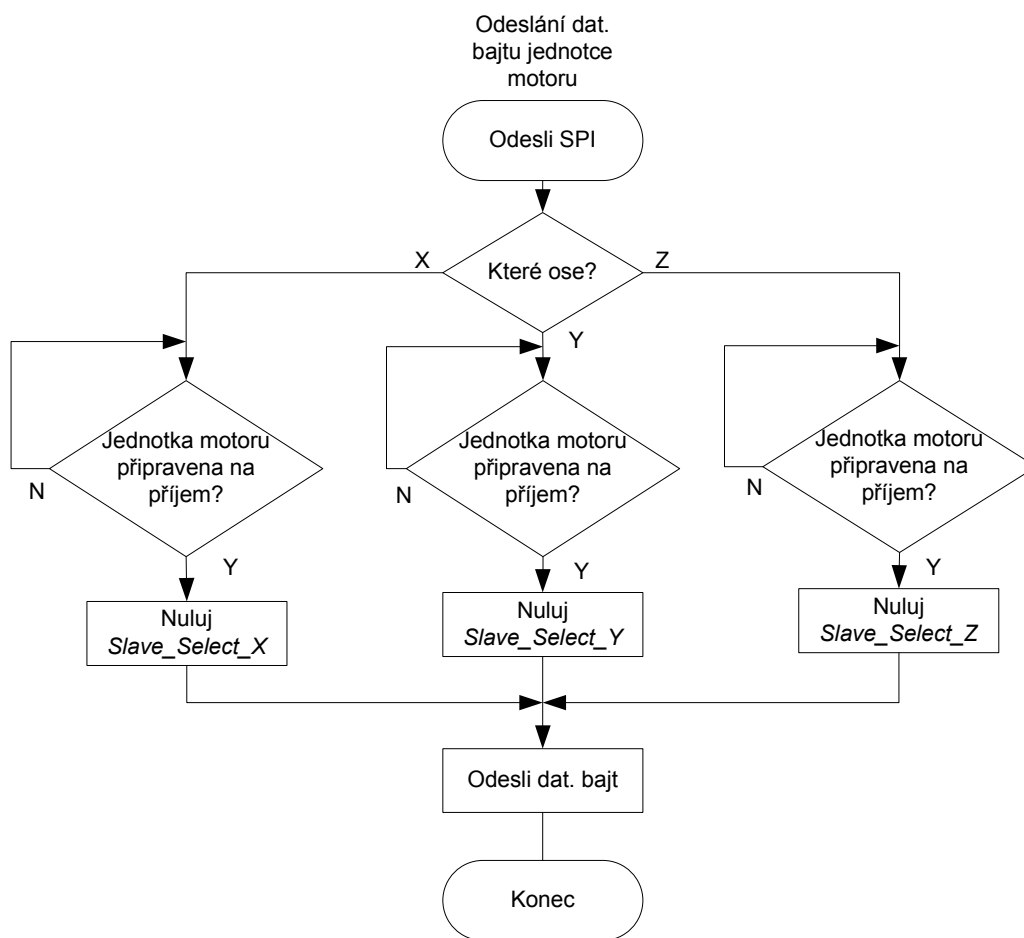 Odeslání dat.
bajtu jednotce
motoru
Odesli SPI
X
Které ose?
Z
Y
Jednotka motoru
připravena na
příjem?
N
Y
Jednotka motoru
připravena na
příjem?
N
Y
Jednotka motoru
připravena na
příjem?
N
Y
Nuluj
Slave_Select_X
Nuluj
Slave_Select_Y
Nuluj
Slave_Select_Z
Odesli dat. bajt
Konec